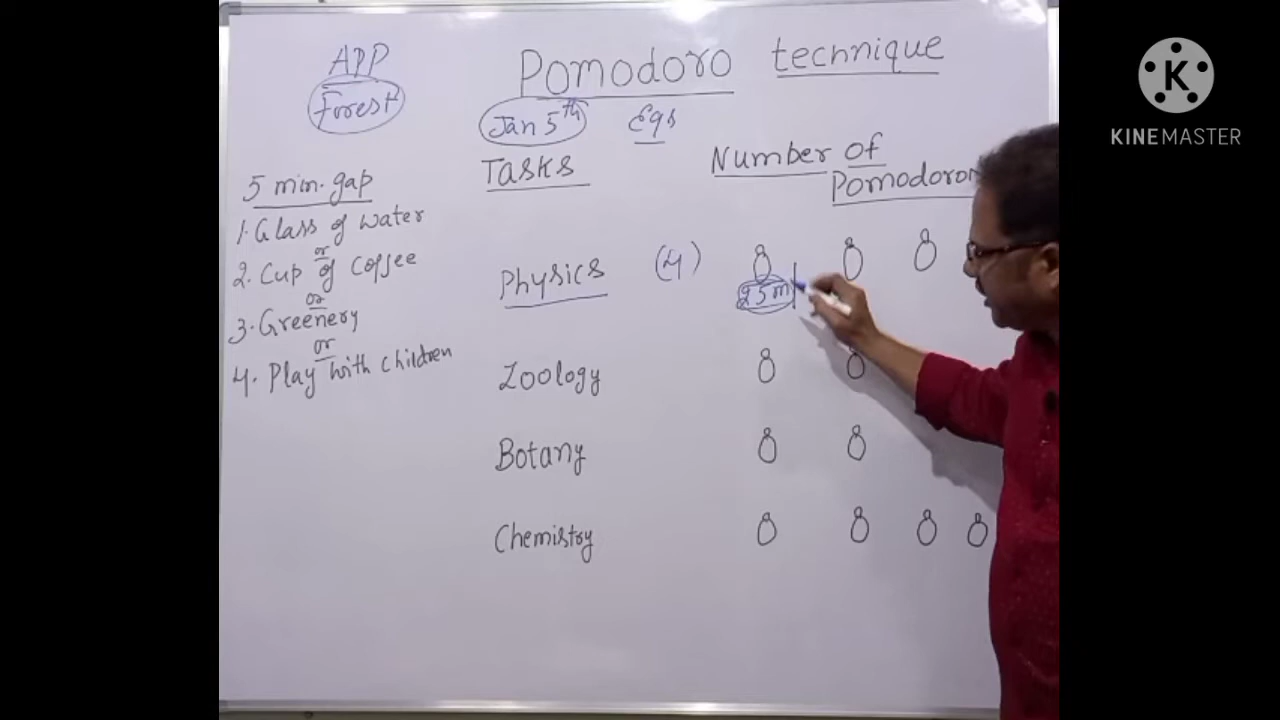 APP
Forest
Pomodoro technique
Jan 5th Egs
5 min. gap
1. Glass of water
or
2. Cup of coffee
or
3. Greenery
or
4. Play with children
TASKS
Number of
Pomodoro
Physics (4)
25 m
Zoology
Botany
Chemistry
K
KINEMASTER